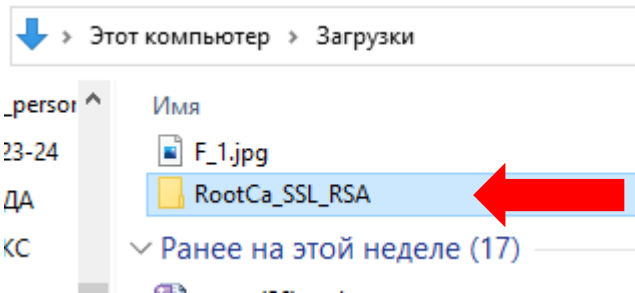 Этот компьютер > Загрузки
_person
Имя
23-24
F_1.jpg
ДА
RootCa_SSL_RSA
КС
Ранее на этой неделе (17)